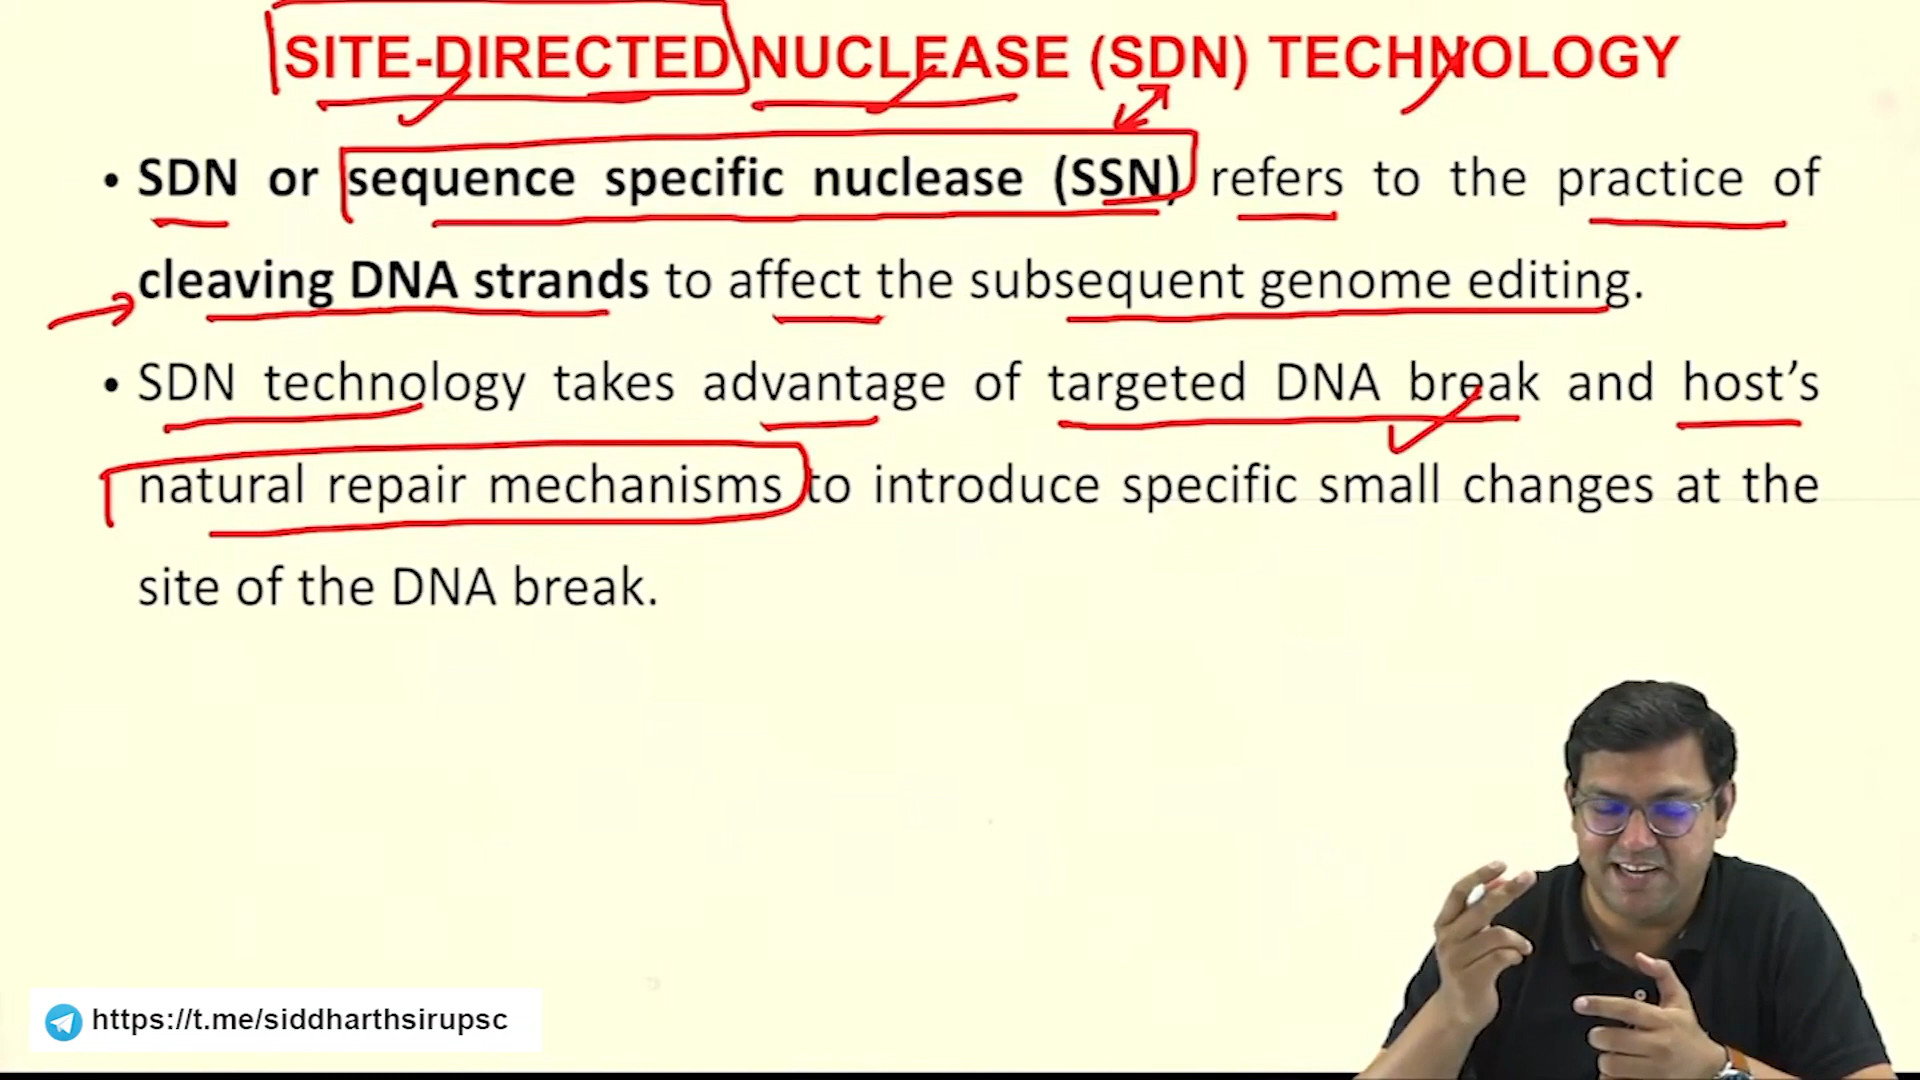 SITE-DIRECTED NUCLEASE (SDN) TECHNOLOGY
• SDN or sequence specific nuclease (SSN) refers to the practice of
cleaving DNA strands to affect the subsequent genome editing.
• SDN technology takes advantage of targeted DNA break and host’s
natural repair mechanisms to introduce specific small changes at the
site of the DNA break.
https://t.me/siddharthsirupsc